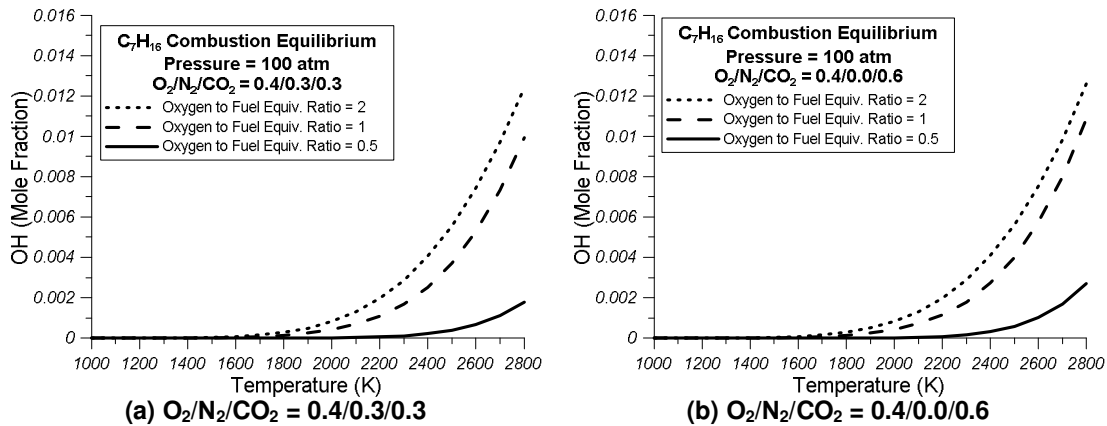 0.016
0.014
0.012
0.01
0.008
0.006
0.004
0.002
0
OH (Mole Fraction)
C₇H₁₆ Combustion Equilibrium
Pressure = 100 atm
O₂/N₂/CO₂ = 0.4/0.3/0.3
Oxygen to Fuel Equiv. Ratio = 2
Oxygen to Fuel Equiv. Ratio = 1
Oxygen to Fuel Equiv. Ratio = 0.5
1000 1200 1400 1600 1800 2000 2200 2400 2600 2800
Temperature (K)
(a) O₂/N₂/CO₂ = 0.4/0.3/0.3
0.016
0.014
0.012
0.01
0.008
0.006
0.004
0.002
0
OH (Mole Fraction)
C₇H₁₆ Combustion Equilibrium
Pressure = 100 atm
O₂/N₂/CO₂ = 0.4/0.0/0.6
Oxygen to Fuel Equiv. Ratio = 2
Oxygen to Fuel Equiv. Ratio = 1
Oxygen to Fuel Equiv. Ratio = 0.5
1000 1200 1400 1600 1800 2000 2200 2400 2600 2800
Temperature (K)
(b) O₂/N₂/CO₂ = 0.4/0.0/0.6